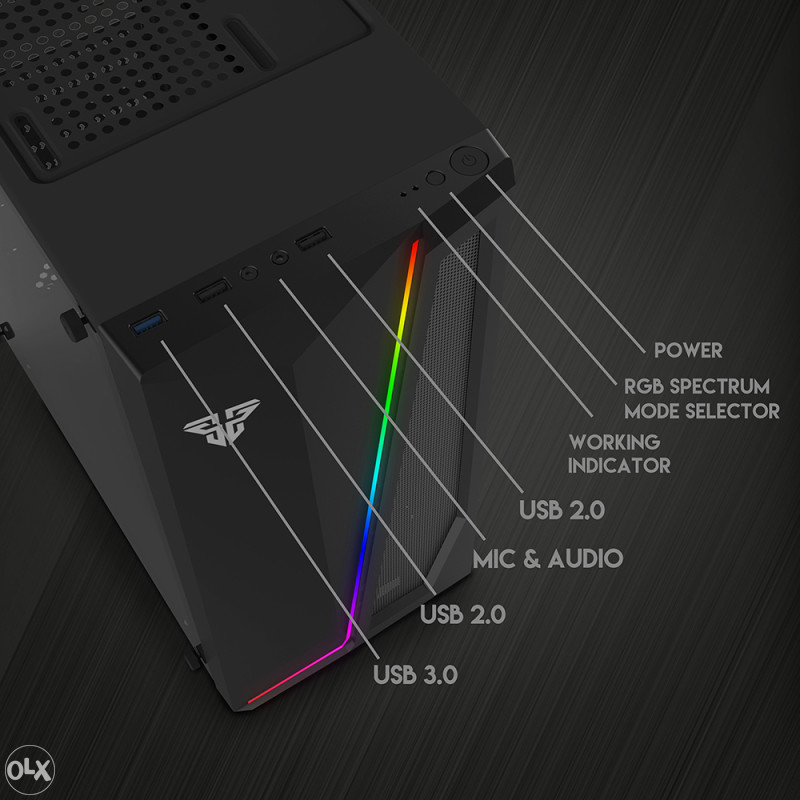 POWER
RGB SPECTRUM
MODE SELECTOR
WORKING
INDICATOR
USB 2.0
MIC & AUDIO
USB 2.0
USB 3.0
OLX